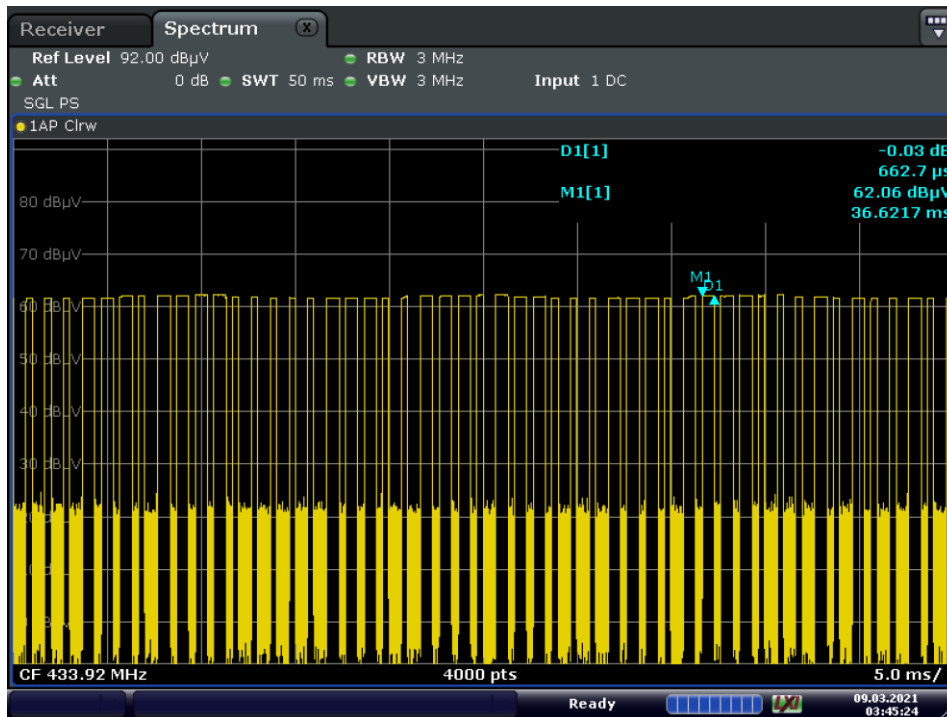 Receiver
Spectrum
X
Ref Level 92.00 dBµV
RBW 3 MHz
Att 0 dB
SWT 50 ms
VBW 3 MHz
Input 1 DC
SGL PS
1AP Clrw
D1[1] -0.03 dB
662.7 µs
M1[1] 62.06 dBµV
36.6217 ms
80 dBµV
70 dBµV
M1
D1
60 dBµV
50 dBµV
40 dBµV
30 dBµV
CF 433.92 MHz
4000 pts
5.0 ms/
Ready
LXI
09.03.2021
03:45:24